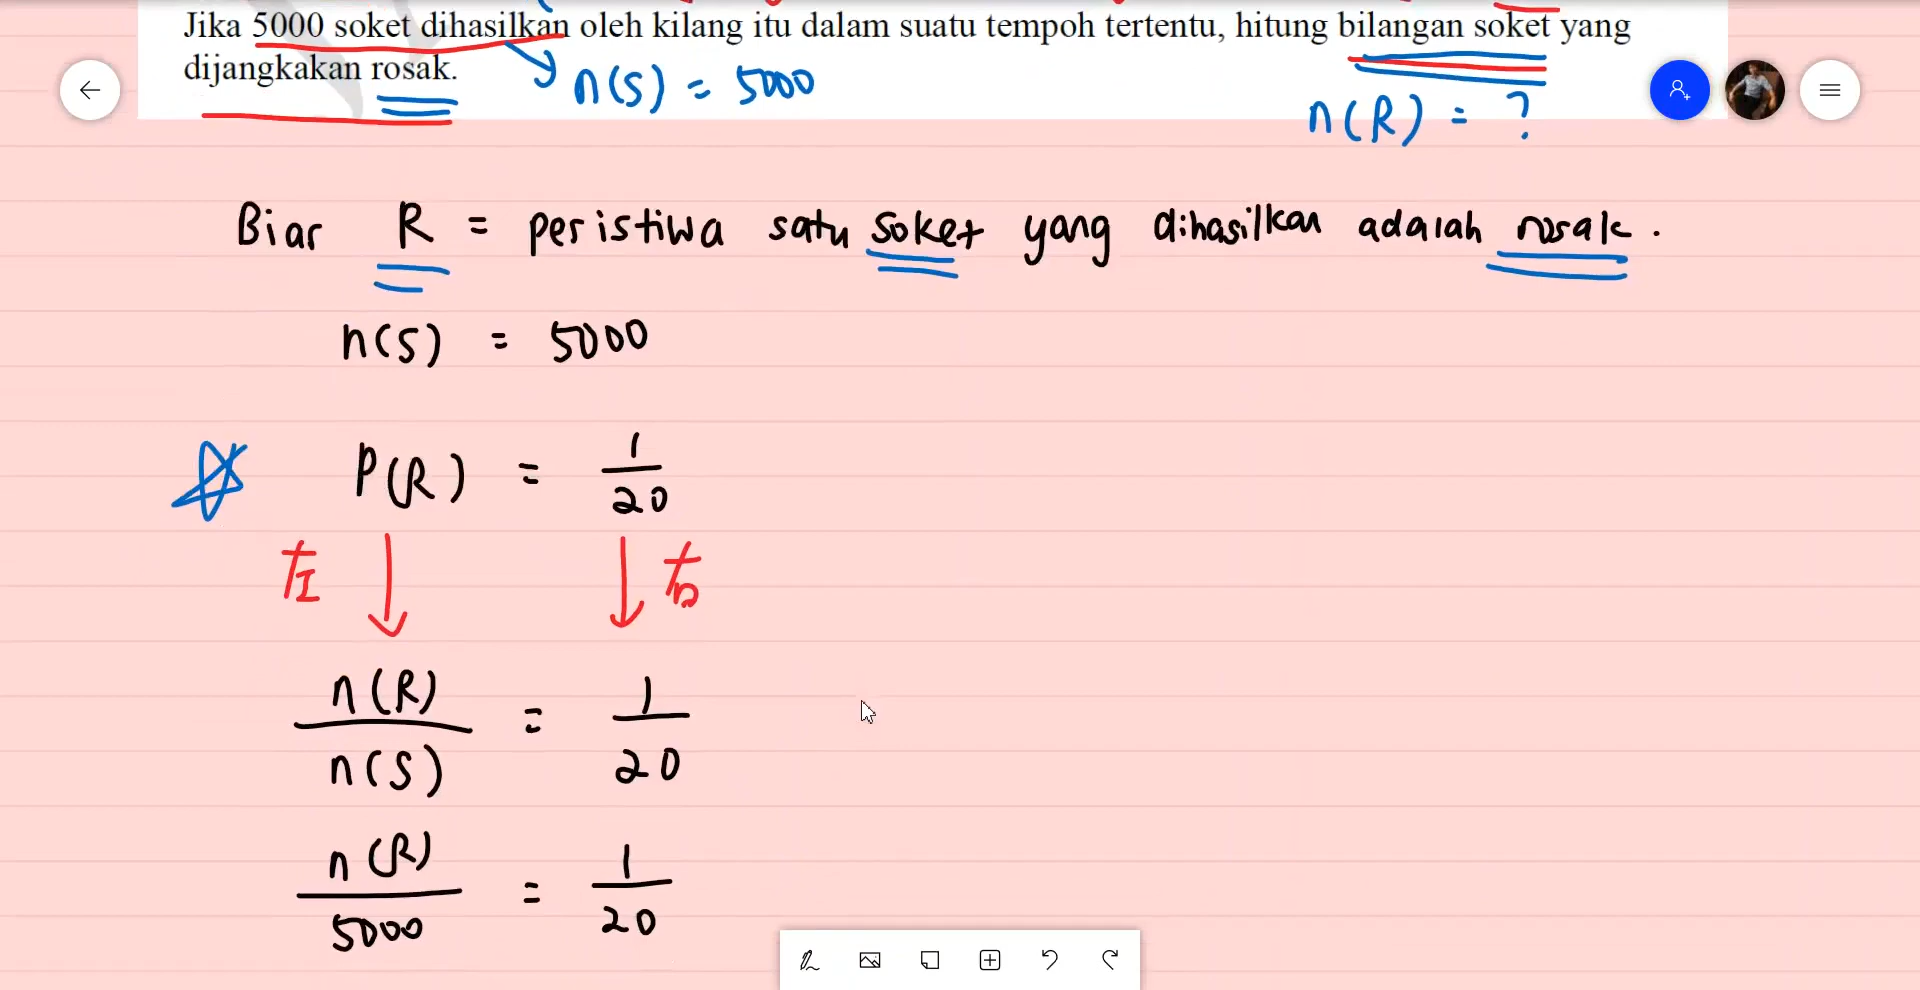 Jika 5000 soket dihasilkan oleh kilang itu dalam suatu tempoh tertentu, hitung bilangan soket yang
dijangkakan rosak.
n(S) = 5000
n(R) = ?
Biar R = peristiwa satu soket yang dihasilkan adalah rosak.
n(S) = 5000
P(R) = 1/20
n(R)/n(S) = 1/20
n(R)/5000 = 1/20